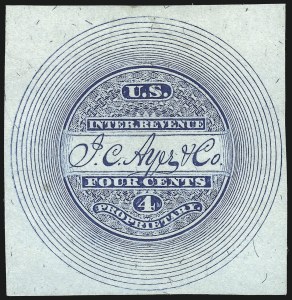 U.S.
INTER. REVENUE
J.C. Ayer & Co.
FOUR CENTS
4
PROPRIETARY.